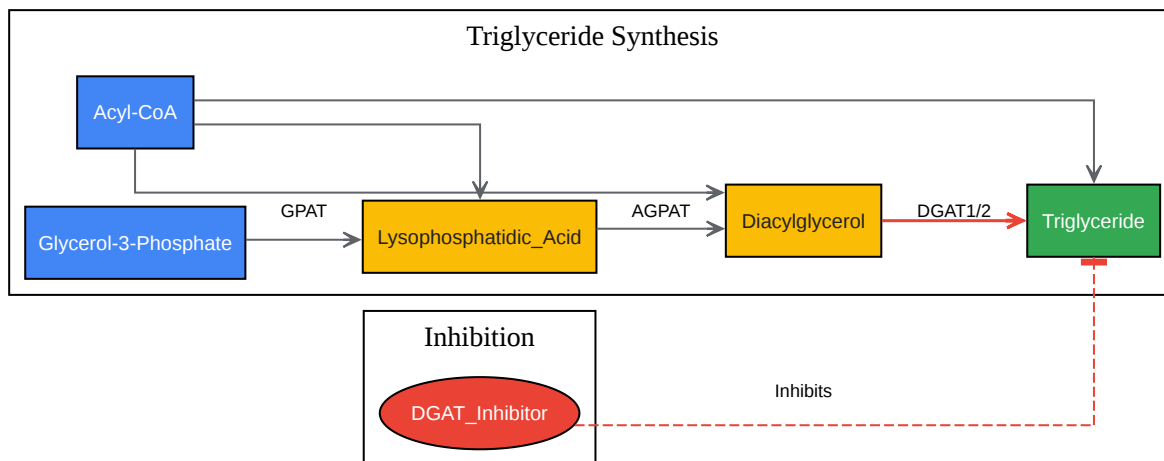 Triglyceride Synthesis
Acyl-CoA
GPAT
AGPAT
DGAT1/2
Glycerol-3-Phosphate
Lysophosphatidic_Acid
Diacylglycerol
Triglyceride
Inhibition
DGAT_Inhibitor
Inhibits